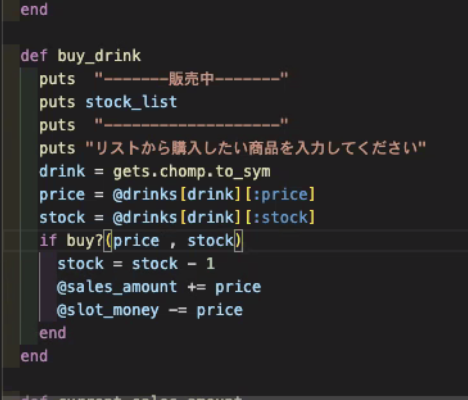 end
def buy_drink
puts "-------販売中-------"
puts stock_list
puts "-------------------"
puts "リストから購入したい商品を入力してください"
drink = gets.chomp.to_sym
price = @drinks[drink][:price]
stock = @drinks[drink][:stock]
if buy?(price , stock)
stock = stock - 1
@sales_amount += price
@slot_money -= price
end
end